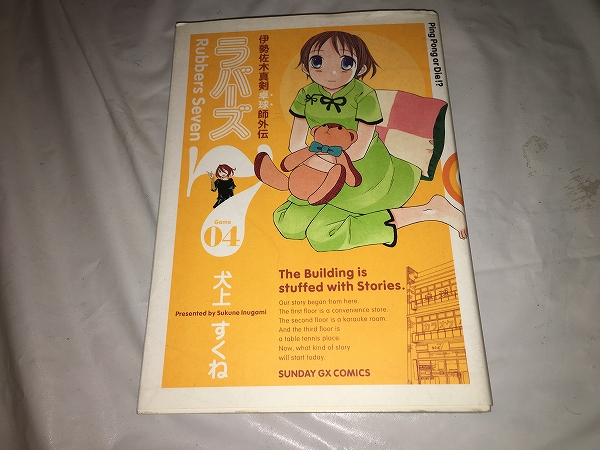 Ping Pong or Die!?
伊勢佐木真剣卓球師外伝
ラバーズ
Rubbers Seven
7
Game
04
犬上 すくね
Presented by Sukune Inugami
The Building is
stuffed with Stories.
Our story began from here.
The first floor is a convenience store.
The second floor is a karaoke room.
And the third floor is
a table tennis place.
Now, what kind of story
will start today.
SUNDAY GX COMICS